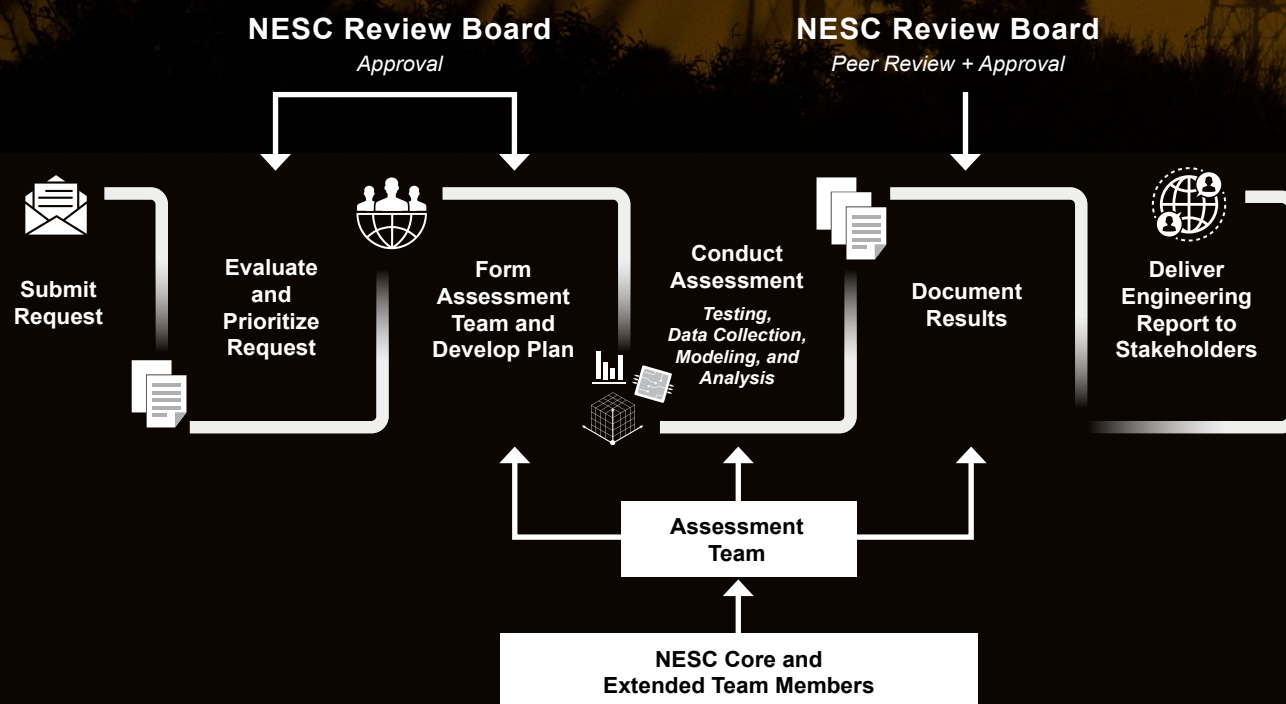 NESC Review Board
Approval
NESC Review Board
Peer Review + Approval
Submit
Request
Evaluate
and
Prioritize
Request
Form
Assessment
Team and
Develop Plan
Conduct
Assessment
Testing,
Data Collection,
Modeling, and
Analysis
Document
Results
Deliver
Engineering
Report to
Stakeholders
Assessment
Team
NESC Core and
Extended Team Members